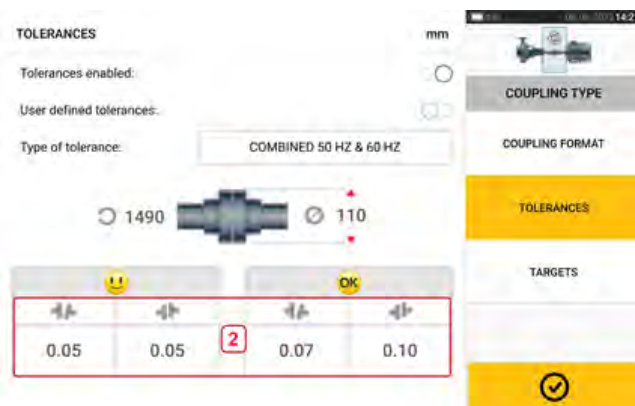 TOLERANCES
mm
Tolerances enabled:
User defined tolerances:
Type of tolerance:
COMBINED 50 HZ & 60 HZ
1490
110
OK
0.05
0.05
2
0.07
0.10
COUPLING TYPE
COUPLING FORMAT
TOLERANCES
TARGETS